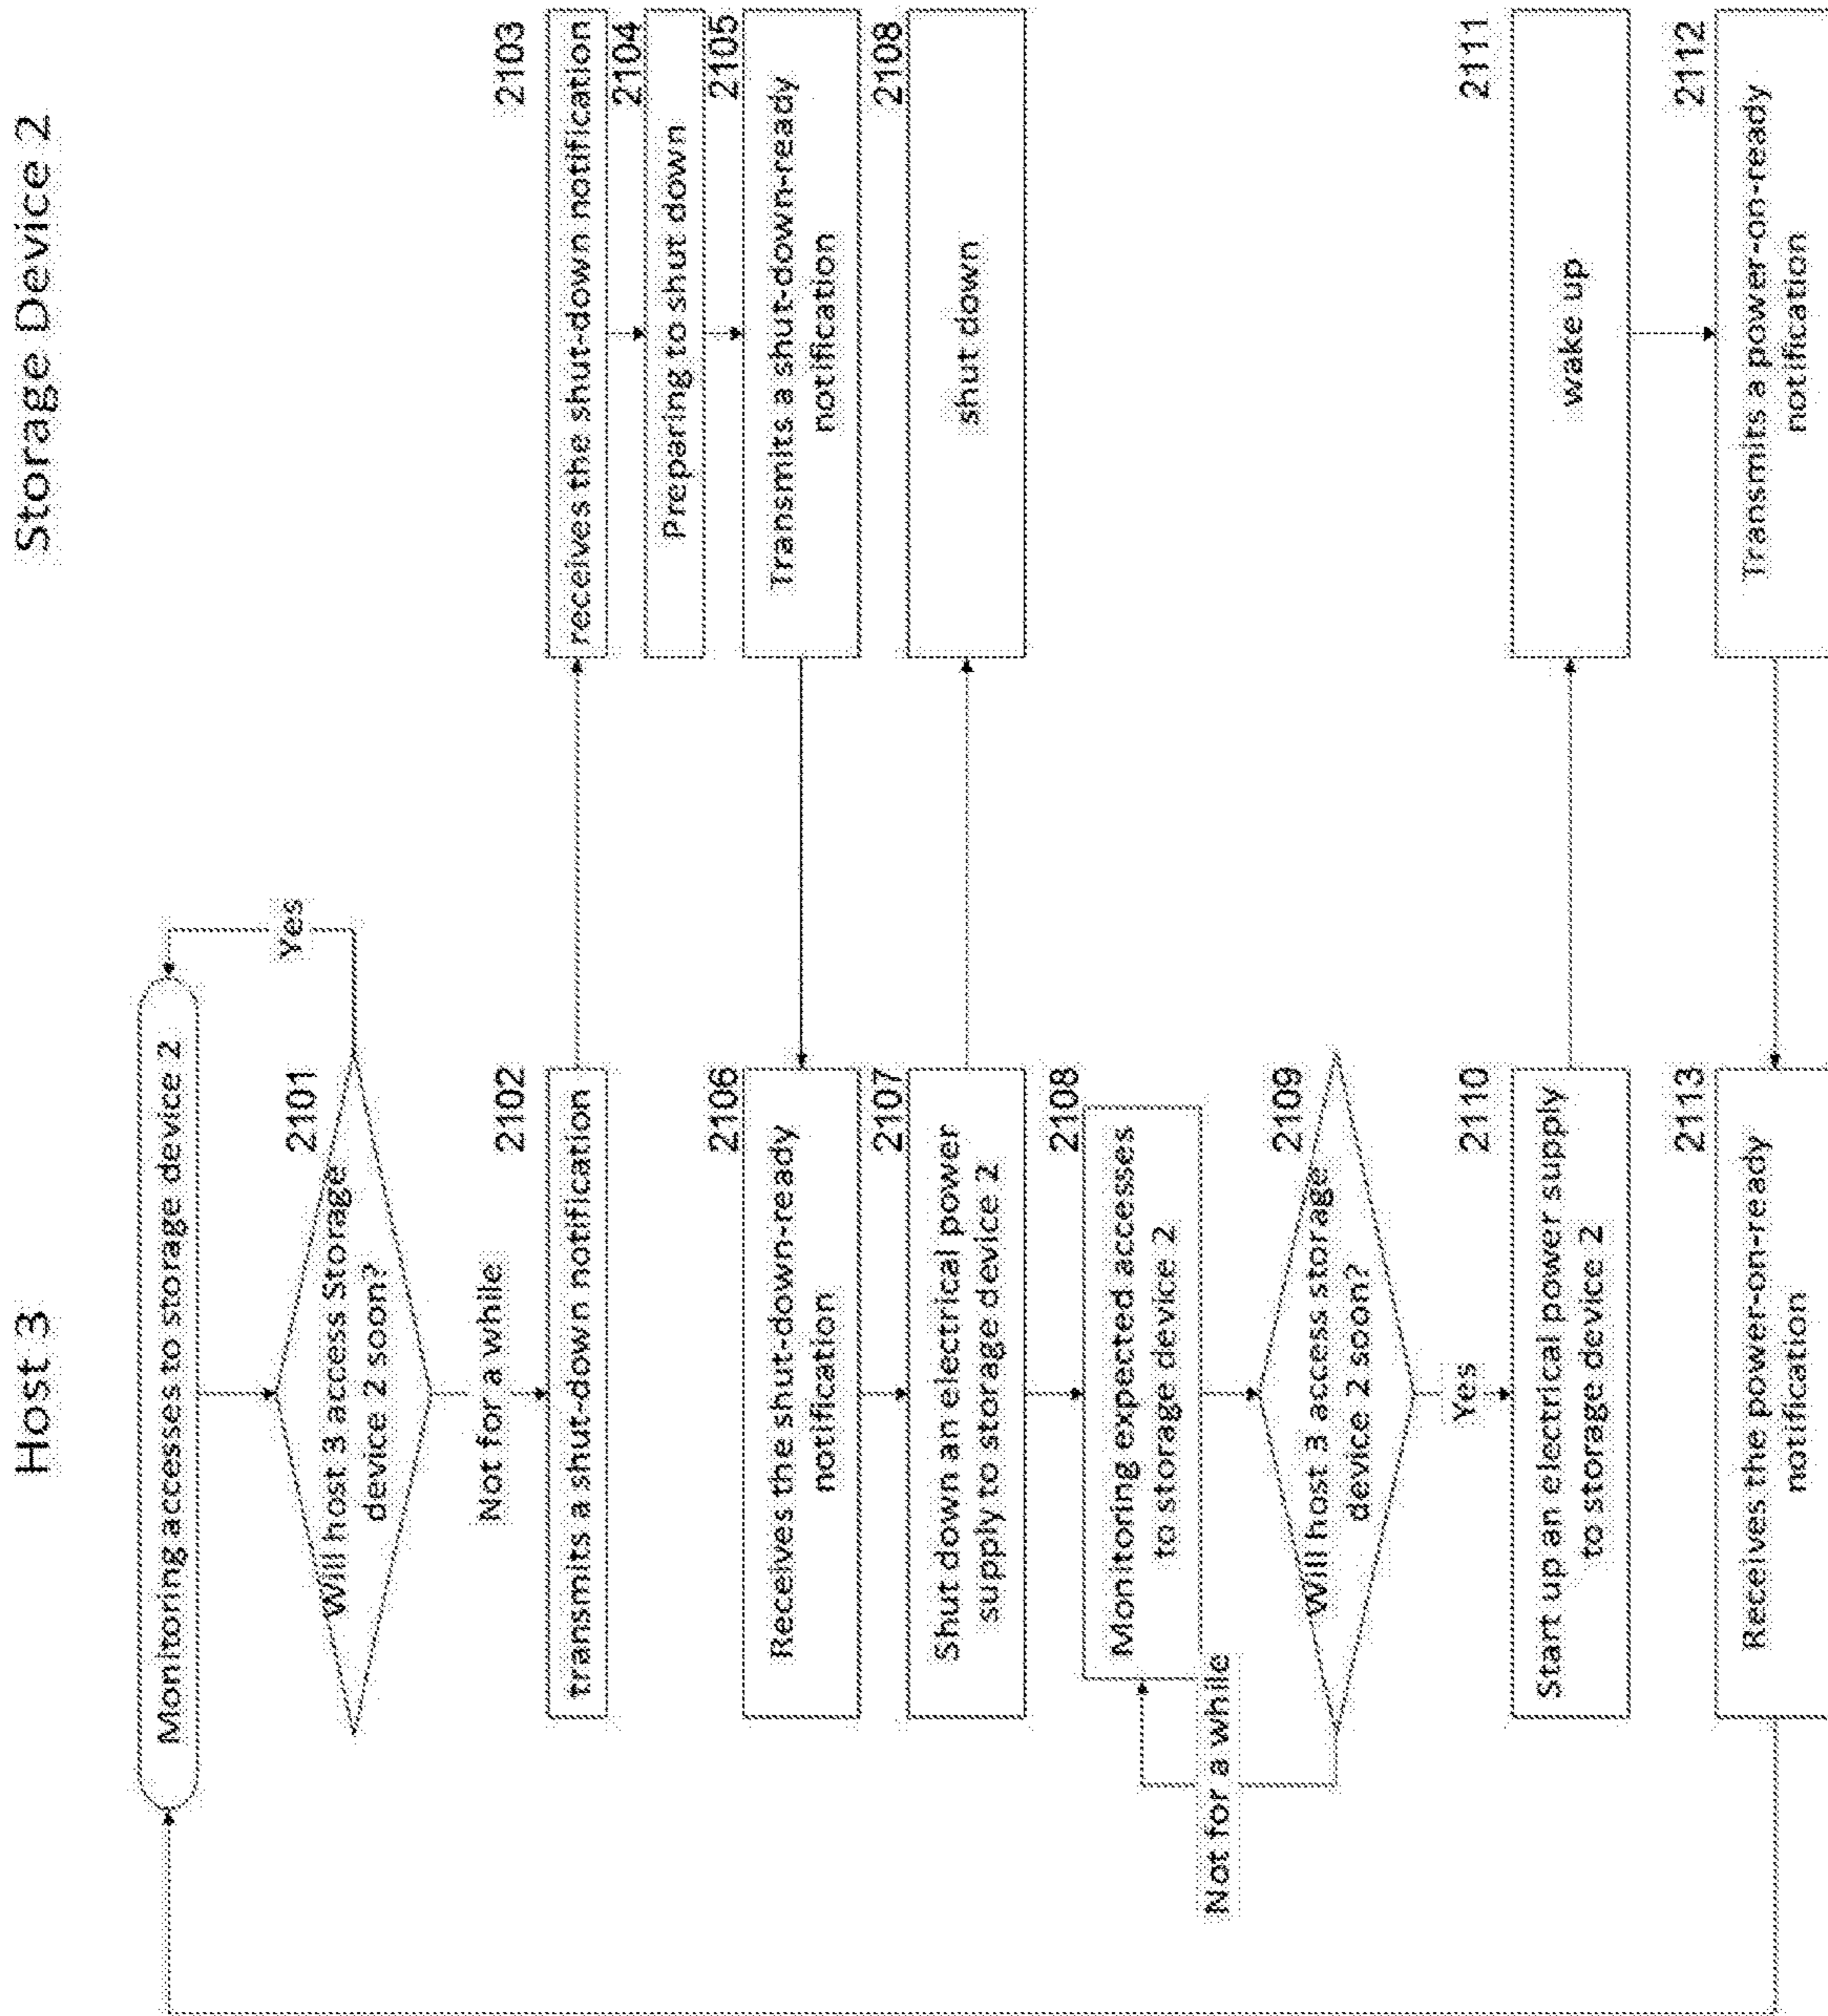 Host 3
Storage Device 2
Monitoring accesses to storage device 2
2101
Will host 3 access Storage
device 2 soon?
Yes
Not for a while
2102
transmits a shut-down notification
2103
receives the shut-down notification
2104
Preparing to shut down
2105
Transmits a shut-down-ready
notification
2106
Receives the shut-down-ready
notification
2107
Shut down an electrical power
supply to storage device 2
2108
shut down
2108
Monitoring expected accesses
to storage device 2
2109
Will host 3 access storage
device 2 soon?
Not for a while
Yes
2110
Start up an electrical power supply
to storage device 2
2111
wake up
2112
Transmits a power-on-ready
notification
2113
Receives the power-on-ready
notification